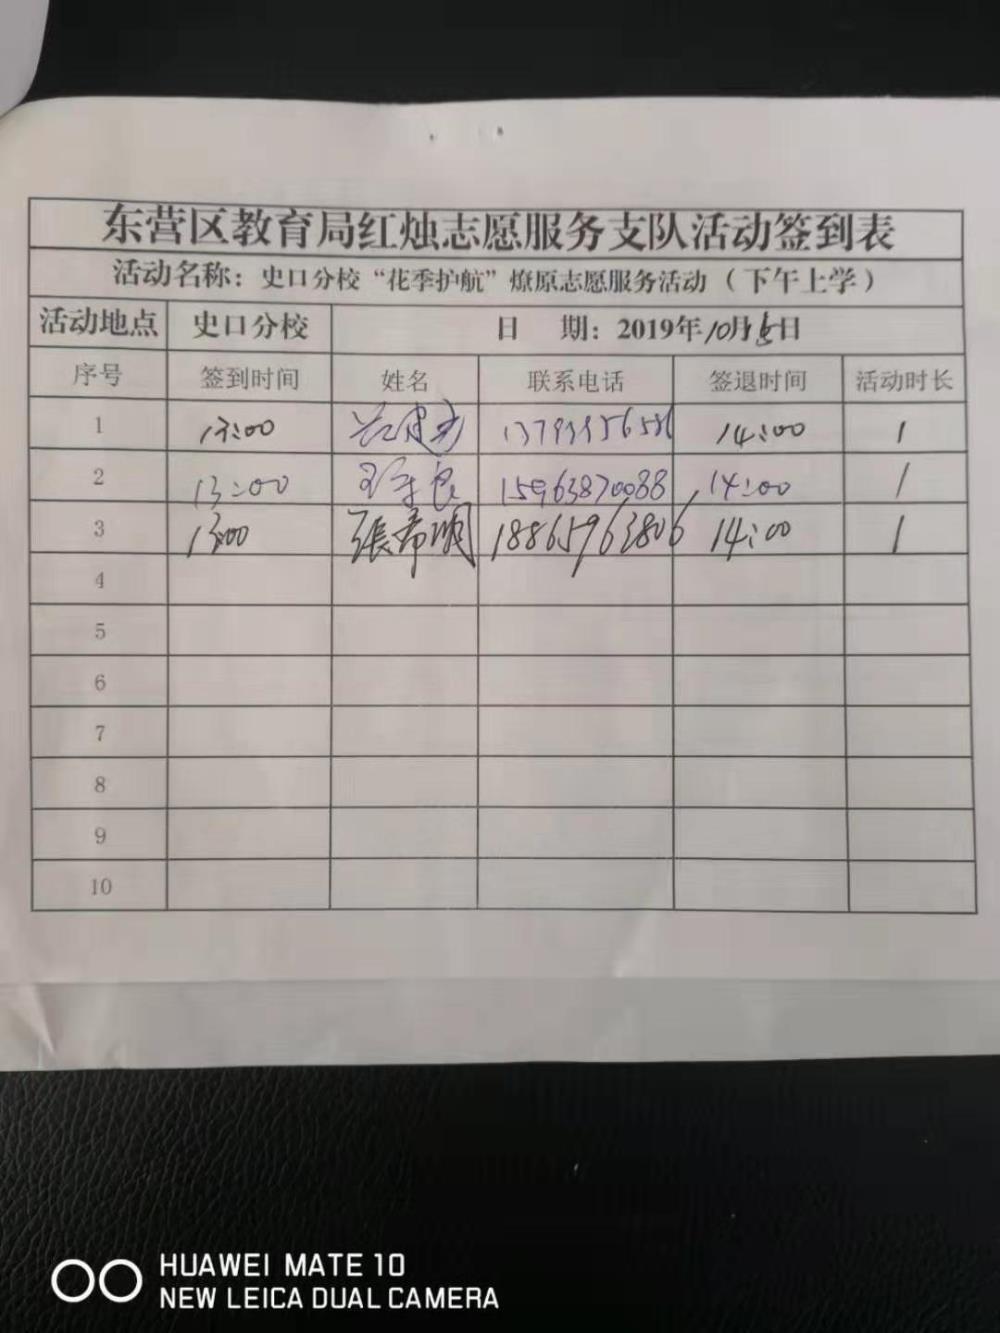 东营区教育局红烛志愿服务支队活动签到表
活动名称：史口分校“花季护航”燎原志愿服务活动（下午上学）
活动地点 史口分校 日 期：2019年10月 日
序号 签到时间 姓名 联系电话 签退时间 活动时长
1 13:00 14:00 1
2 13:00 15963870088 14:00 1
3 13:00 張希明 18865963806 14:00 1
4
5
6
7
8
9
10
HUAWEI MATE 10
NEW LEICA DUAL CAMERA